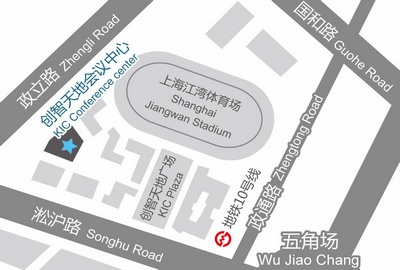 国和路 Guohe Road
政立路 Zhengli Road
创智天地会议中心
KIC Conference center
上海江湾体育场
Shanghai
Jiangwan Stadium
政通路 Zhengtong Road
创智天地广场
KIC Plaza
地铁10号线
淞沪路 Songhu Road
五角场
Wu Jiao Chang